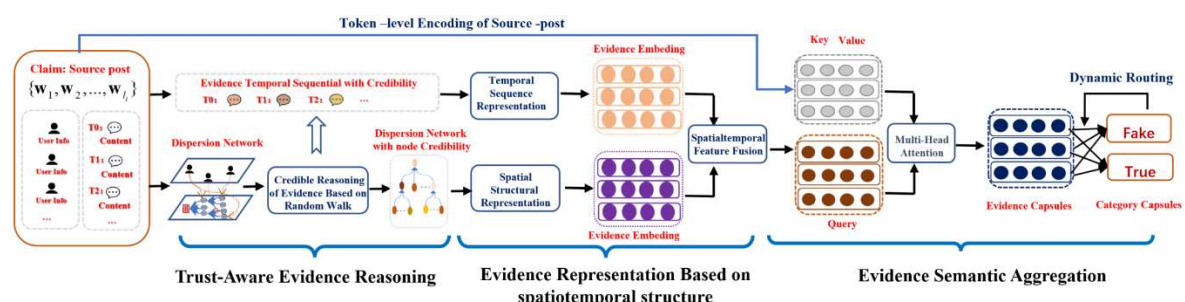 Token –level Encoding of Source -post
Claim: Source post
{w₁, w₂, ..., w_{l_i}}
User Info
User Info
User Info
...
T0:
Content
T1:
Content
T2:
Content
...
Evidence Temporal Sequential with Credibility
T0:
T1:
T2:
...
Dispersion Network
Credible Reasoning
of Evidence Based on
Random Walk
Dispersion Network
with node Credibility
Temporal
Sequence
Representation
Spatial
Structural
Representation
Evidence Embeding
Evidence Embeding
Spatialtemporal
Feature Fusion
Key Value
Query
Multi-Head
Attention
Dynamic Routing
Fake
True
Evidence Capsules
Category Capsules
Trust-Aware Evidence Reasoning
Evidence Representation Based on
spatiotemporal structure
Evidence Semantic Aggregation